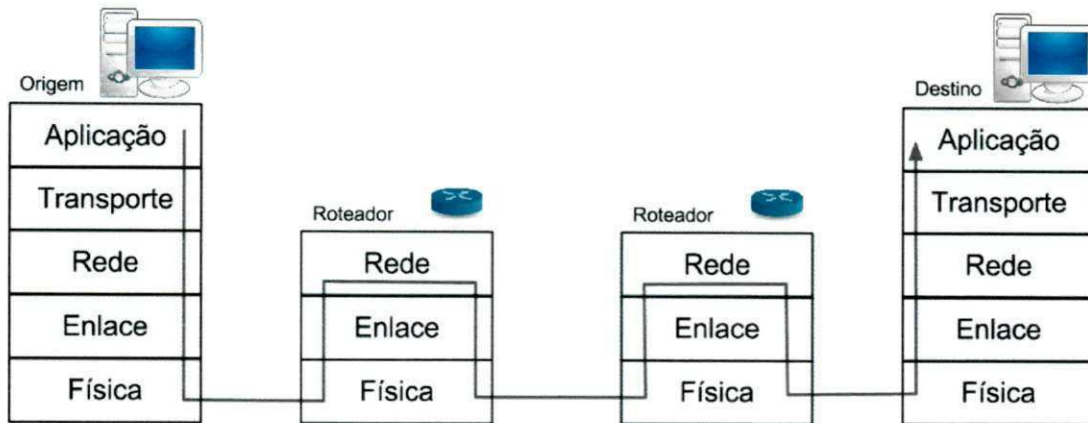 Origem
Aplicação
Transporte
Rede
Enlace
Física
Roteador
Rede
Enlace
Física
Roteador
Rede
Enlace
Física
Destino
Aplicação
Transporte
Rede
Enlace
Física